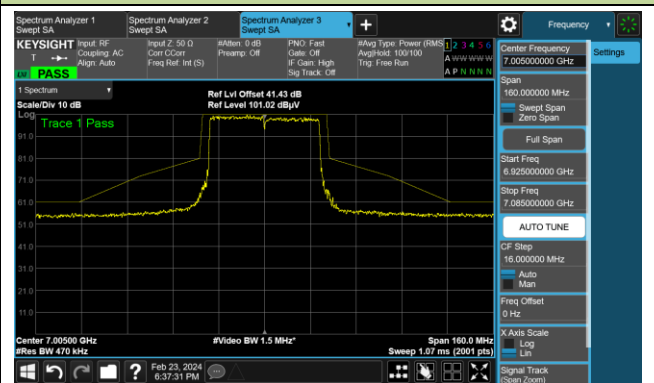 Spectrum Analyzer 1
Swept SA
Spectrum Analyzer 2
Swept SA
Spectrum Analyzer 3
Swept SA
Frequency
KEYSIGHT
T
PASS
Input: RF
Coupling: AC
Align: Auto
Input Z: 50 Ω
Corr CCorr
Freq Ref: Int (S)
#Atten: 0 dB
Preamp: Off
PNO: Fast
Gate: Off
IF Gain: High
Sig Track: Off
#Avg Type: Power (RMS
Avg|Hold: 100/100
Trig: Free Run
1 2 3 4 5 6
A W W W W W
A P N N N N
1 Spectrum
Scale/Div 10 dB
Ref Lvl Offset 41.43 dB
Ref Level 101.02 dBµV
Log
Trace 1 Pass
91.0
81.0
71.0
61.0
51.0
41.0
31.0
21.0
11.0
Center 7.00500 GHz
#Res BW 470 kHz
#Video BW 1.5 MHz*
Span 160.0 MHz
Sweep 1.07 ms (2001 pts)
Feb 23, 2024
6:37:31 PM
Center Frequency
7.005000000 GHz
Settings
Span
160.000000 MHz
Swept Span
Zero Span
Full Span
Start Freq
6.925000000 GHz
Stop Freq
7.085000000 GHz
AUTO TUNE
CF Step
16.000000 MHz
Auto
Man
Freq Offset
0 Hz
X Axis Scale
Log
Lin
Signal Track
(Span Zoom)